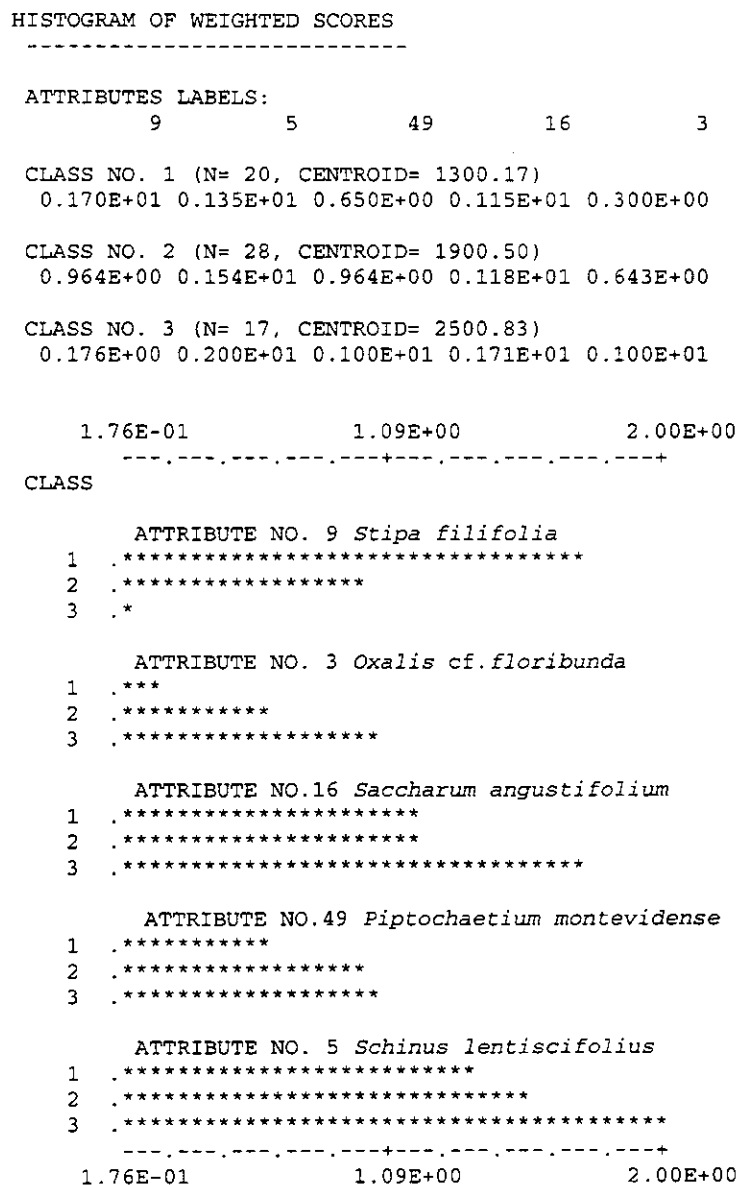 HISTOGRAM OF WEIGHTED SCORES
----------------------------
ATTRIBUTES LABELS:
9 5 49 16 3
CLASS NO. 1 (N= 20, CENTROID= 1300.17)
0.170E+01 0.135E+01 0.650E+00 0.115E+01 0.300E+00
CLASS NO. 2 (N= 28, CENTROID= 1900.50)
0.964E+00 0.154E+01 0.964E+00 0.118E+01 0.643E+00
CLASS NO. 3 (N= 17, CENTROID= 2500.83)
0.176E+00 0.200E+01 0.100E+01 0.171E+01 0.100E+01
1.76E-01 1.09E+00 2.00E+00
---.---.---.---.---+---.---.---.---.---+
CLASS
ATTRIBUTE NO. 9 Stipa filifolia
1 .**********************************
2 .******************
3 .*
ATTRIBUTE NO. 3 Oxalis cf.floribunda
1 .***
2 .***********
3 .*******************
ATTRIBUTE NO.16 Saccharum angustifolium
1 .**********************
2 .**********************
3 .**********************************
ATTRIBUTE NO.49 Piptochaetium montevidense
1 .***********
2 .******************
3 .*******************
ATTRIBUTE NO. 5 Schinus lentiscifolius
1 .**************************
2 .******************************
3 .****************************************
---.---.---.---.---+---.---.---.---.---+
1.76E-01 1.09E+00 2.00E+00